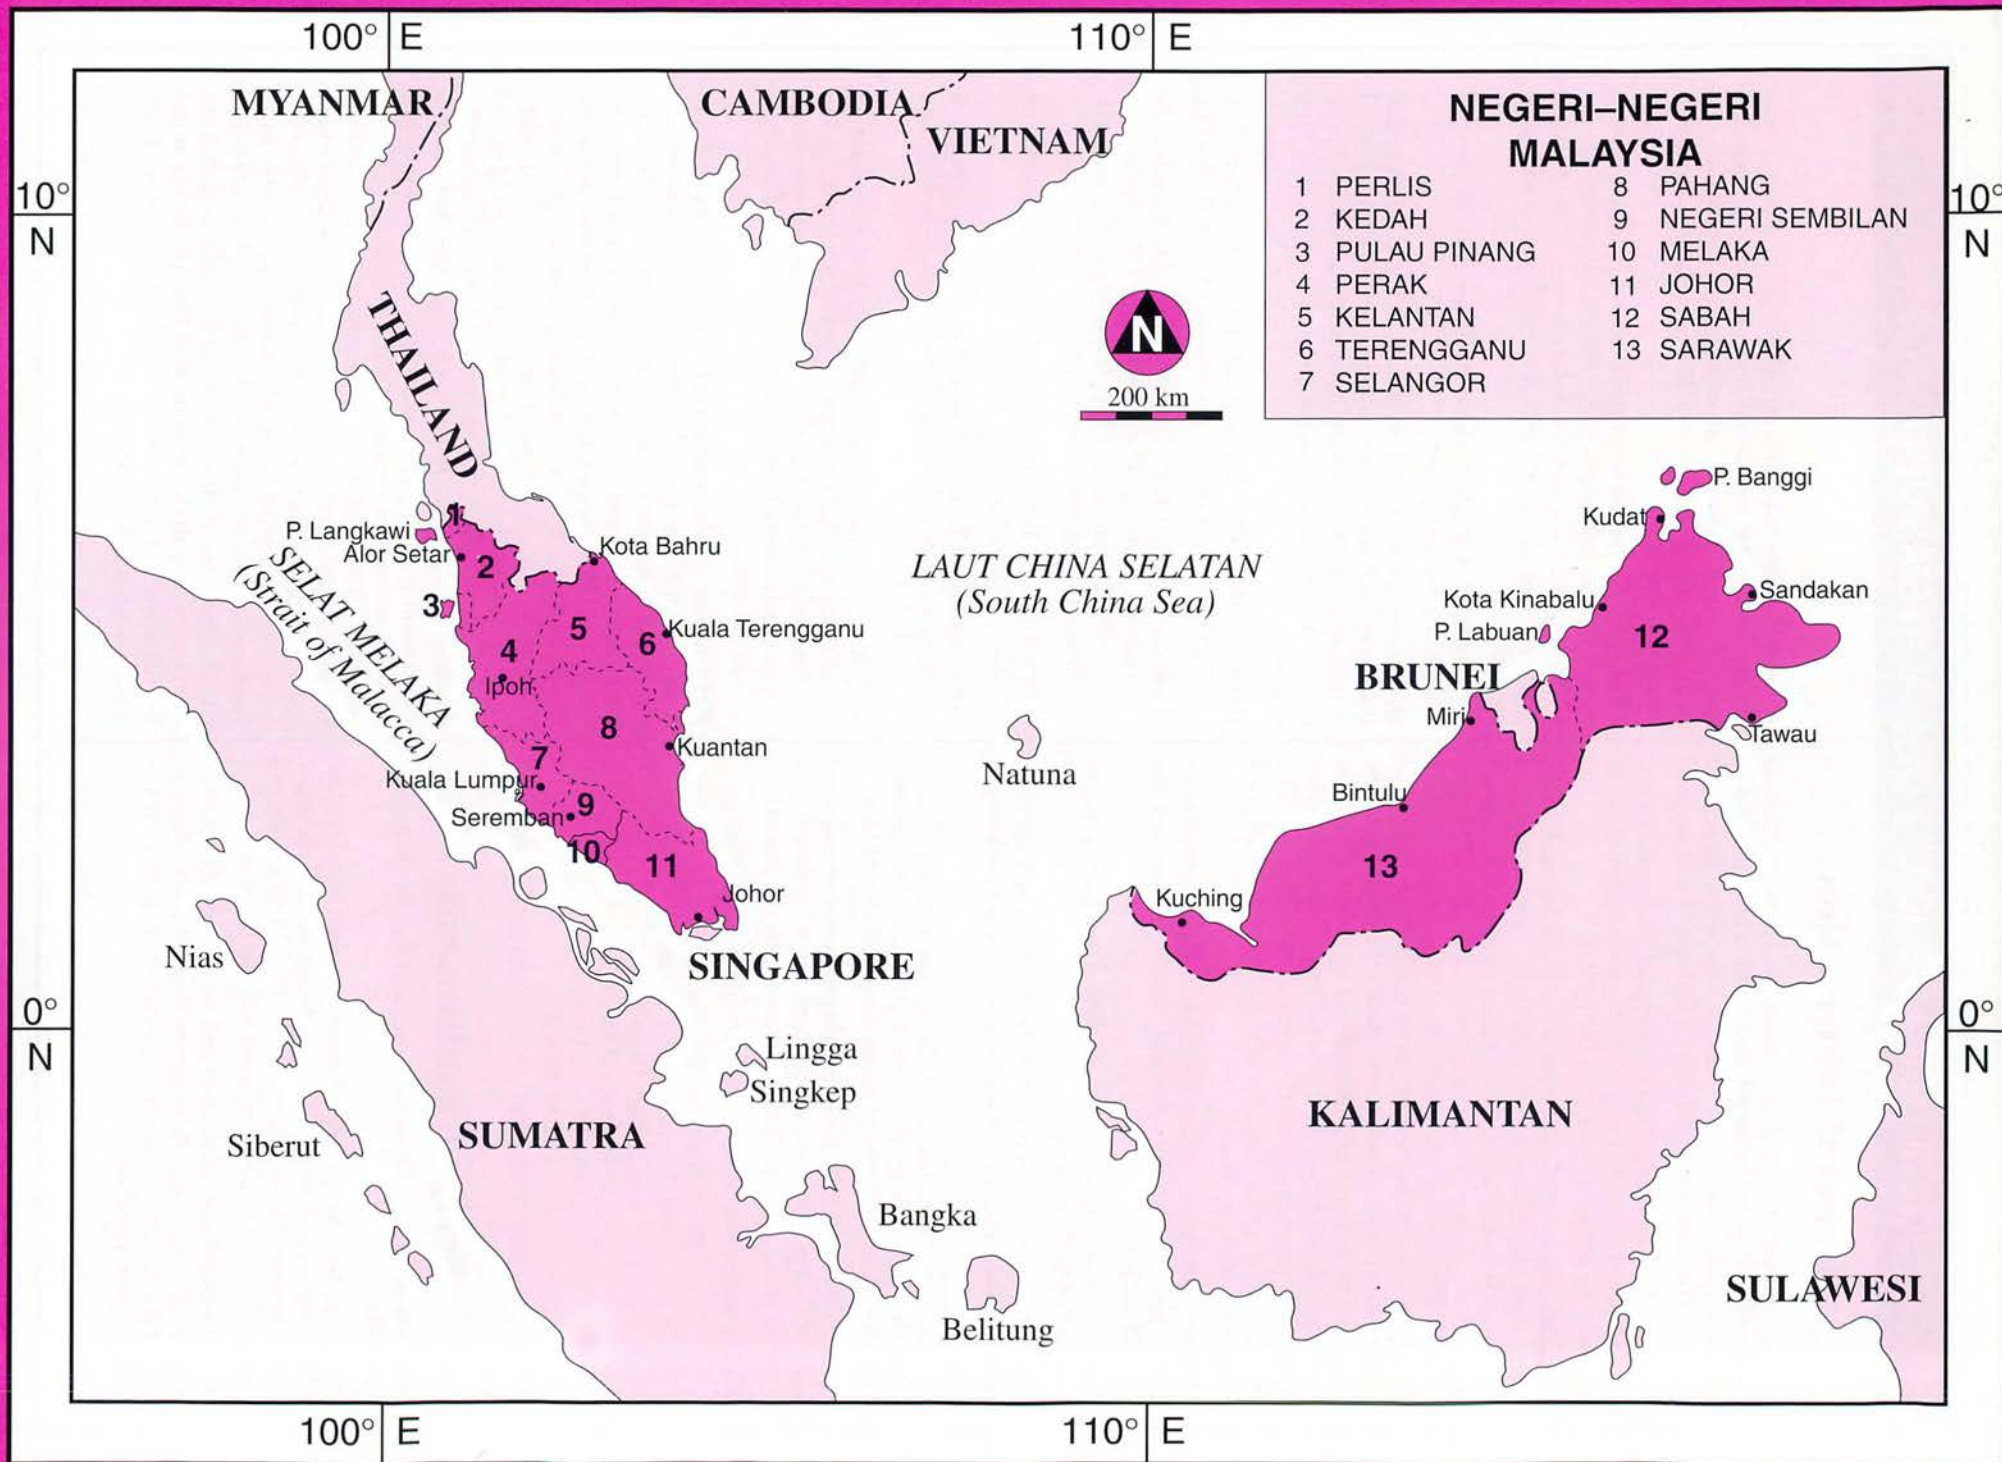 100° E
110° E
MYANMAR
CAMBODIA
VIETNAM
NEGERI–NEGERI
MALAYSIA
1 PERLIS
2 KEDAH
3 PULAU PINANG
4 PERAK
5 KELANTAN
6 TERENGGANU
7 SELANGOR
8 PAHANG
9 NEGERI SEMBILAN
10 MELAKA
11 JOHOR
12 SABAH
13 SARAWAK
10°
N
10°
N
THAILAND
N
200 km
P. Banggi
Kudat
1
P. Langkawi
Alor Setar
2
Kota Bahru
SELAT MELAKA
(Strait of Malacca)
LAUT CHINA SELATAN
(South China Sea)
Sandakan
Kota Kinabalu
P. Labuan
12
3
4
5
6
Kuala Terengganu
Ipoh
BRUNEI
Miri
Tawau
8
Kuantan
7
Kuala Lumpur
Natuna
Bintulu
9
Seremban
10
11
13
Johor
Kuching
Nias
SINGAPORE
0°
N
0°
N
Lingga
Singkep
SUMATRA
Siberut
KALIMANTAN
Bangka
Belitung
SULAWESI
100° E
110° E